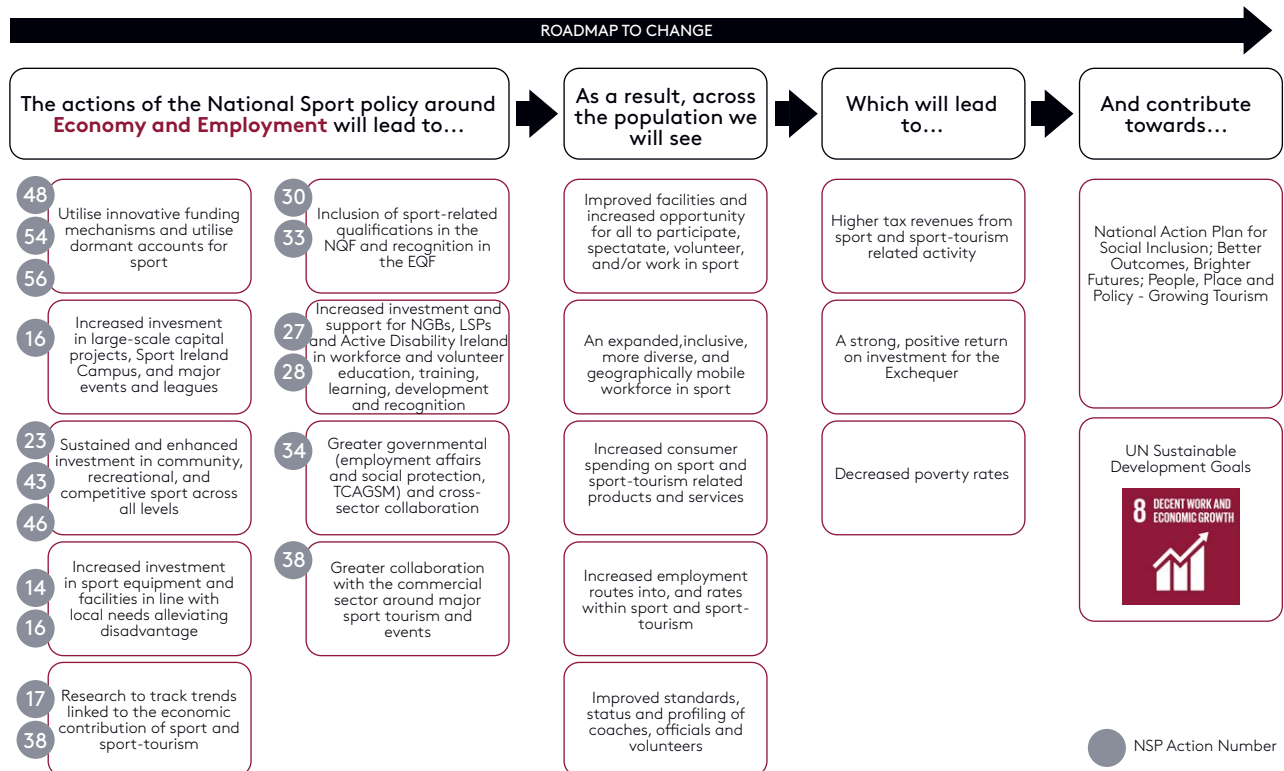 ROADMAP TO CHANGE
The actions of the National Sport policy around
Economy and Employment will lead to...
As a result, across
the population we
will see
Which will lead
to...
And contribute
towards...
48
54
56
Utilise innovative funding
mechanisms and utilise
dormant accounts for
sport
16
Increased invesment
in large-scale capital
projects, Sport Ireland
Campus, and major
events and leagues
23
43
46
Sustained and enhanced
investment in community,
recreational, and
competitive sport across
all levels
14
16
Increased investment
in sport equipment and
facilities in line with
local needs alleviating
disadvantage
17
38
Research to track trends
linked to the economic
contribution of sport and
sport-tourism
30
33
Inclusion of sport-related
qualifications in the
NQF and recognition in
the EQF
27
28
Increased investment and
support for NGBs, LSPs
and Active Disability Ireland
in workforce and volunteer
education, training,
learning, development
and recognition
34
Greater governmental
(employment affairs
and social protection,
TCAGSM) and cross-
sector collaboration
38
Greater collaboration
with the commercial
sector around major
sport tourism and
events
Improved facilities and
increased opportunity
for all to participate,
spectatate, volunteer,
and/or work in sport
An expanded,inclusive,
more diverse, and
geographically mobile
workforce in sport
Increased consumer
spending on sport and
sport-tourism related
products and services
Increased employment
routes into, and rates
within sport and sport-
tourism
Improved standards,
status and profiling of
coaches, officials and
volunteers
Higher tax revenues from
sport and sport-tourism
related activity
A strong, positive return
on investment for the
Exchequer
Decreased poverty rates
National Action Plan for
Social Inclusion; Better
Outcomes, Brighter
Futures; People, Place and
Policy - Growing Tourism
UN Sustainable
Development Goals
8 DECENT WORK AND
ECONOMIC GROWTH
NSP Action Number